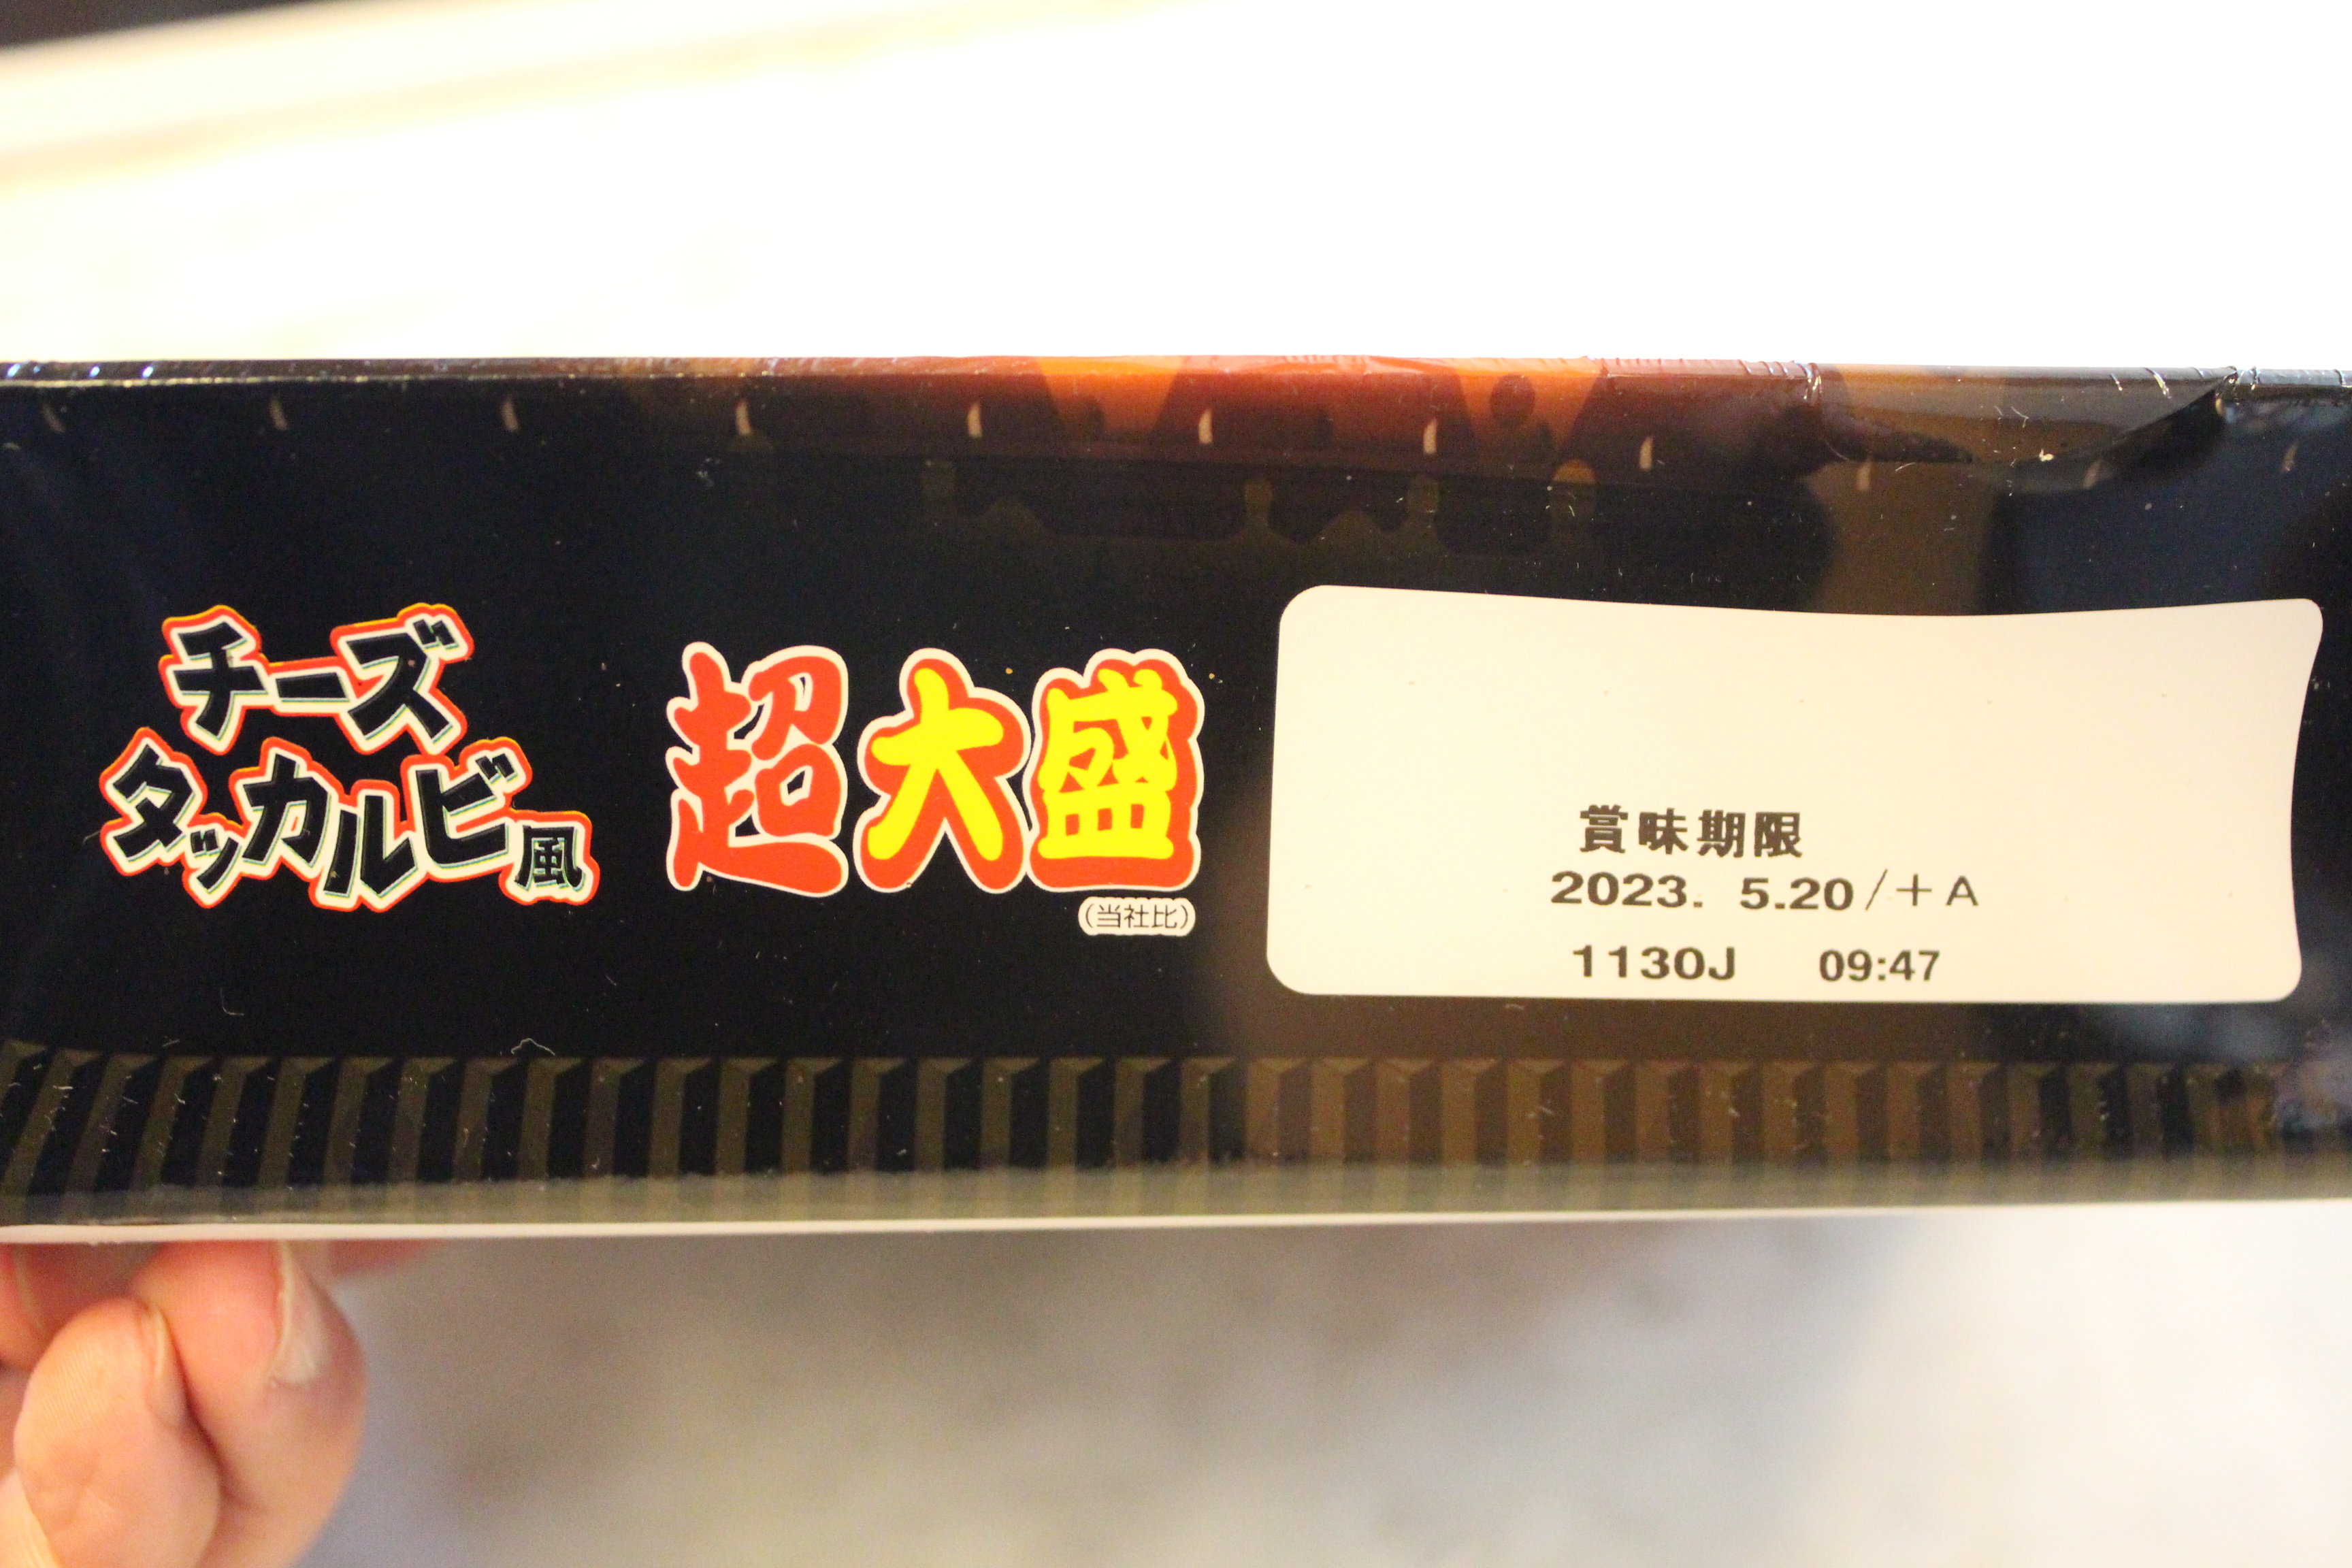 チーズ
タッカルビ風
超大盛
(当社比)
賞味期限
2023. 5.20/+A
1130J 09:47